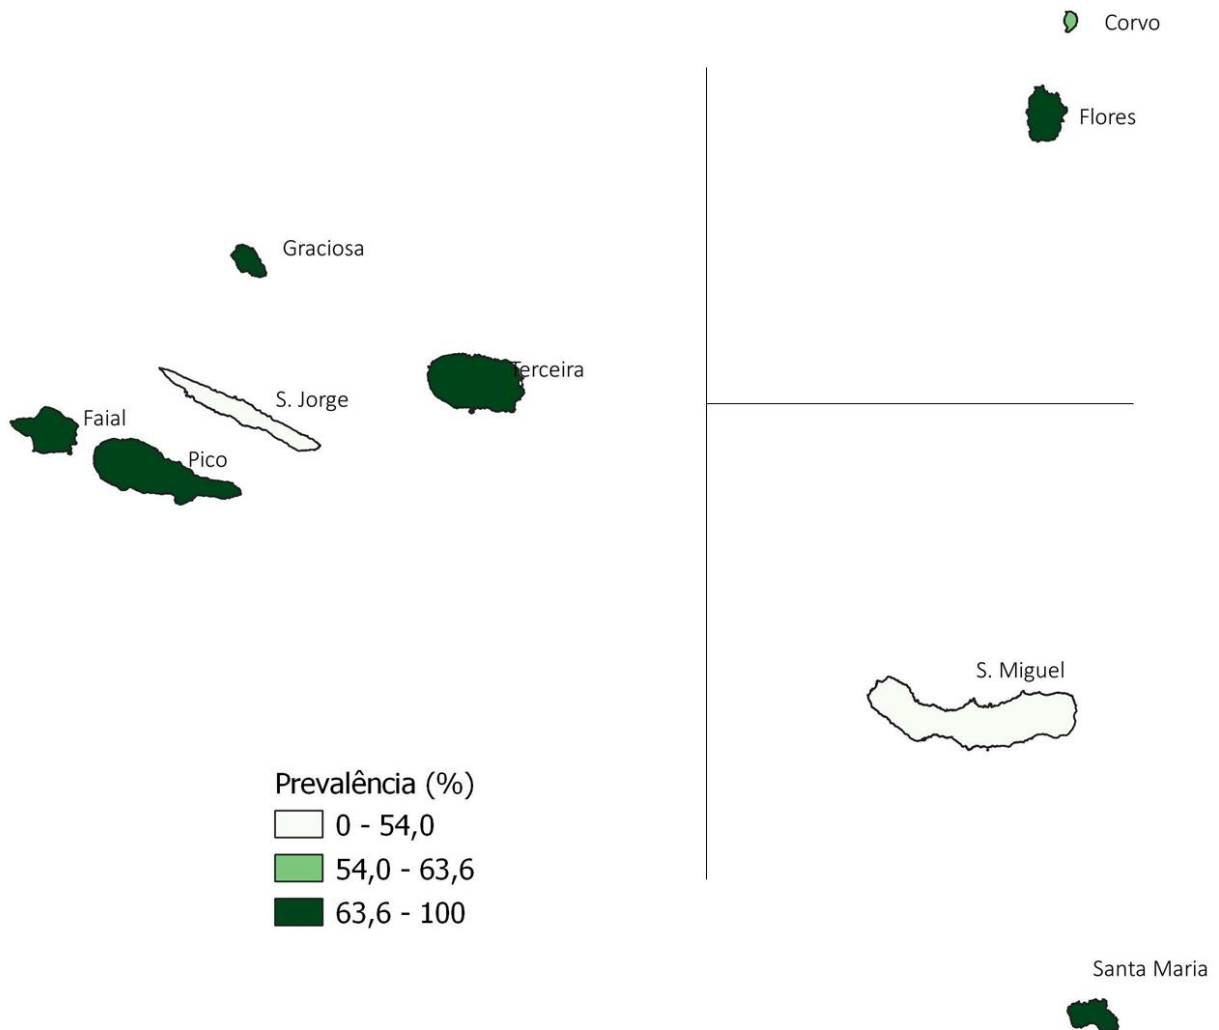 Corvo
Flores
Graciosa
Terceira
S. Jorge
Faial
Pico
S. Miguel
Prevalência (%)
0 - 54,0
54,0 - 63,6
63,6 - 100
Santa Maria